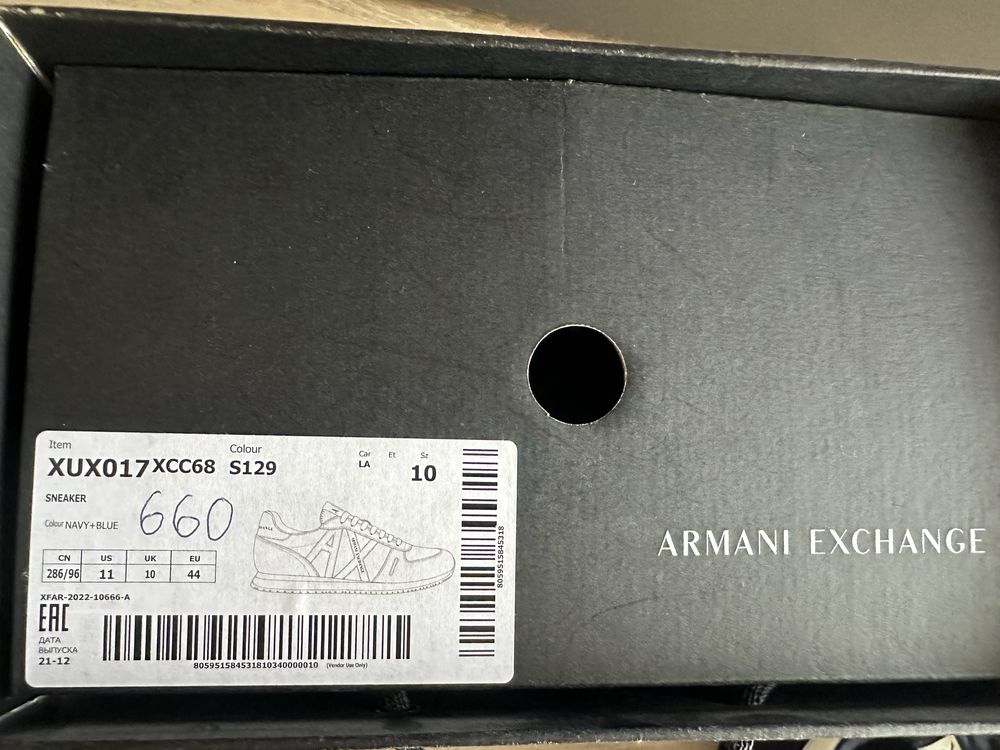 Item
XUX017 XCC68
Colour
S129
Car
LA
Et
Sz
10
SNEAKER
Colour NAVY+BLUE
660
CN US UK EU
286/96 11 10 44
XFAR-2022-10666-A
EAC
ДАТА
ВЫПУСКА
21-12
805951584531810340000010 (Vendor Use Only)
8059515845318
ARMANI EXCHANGE